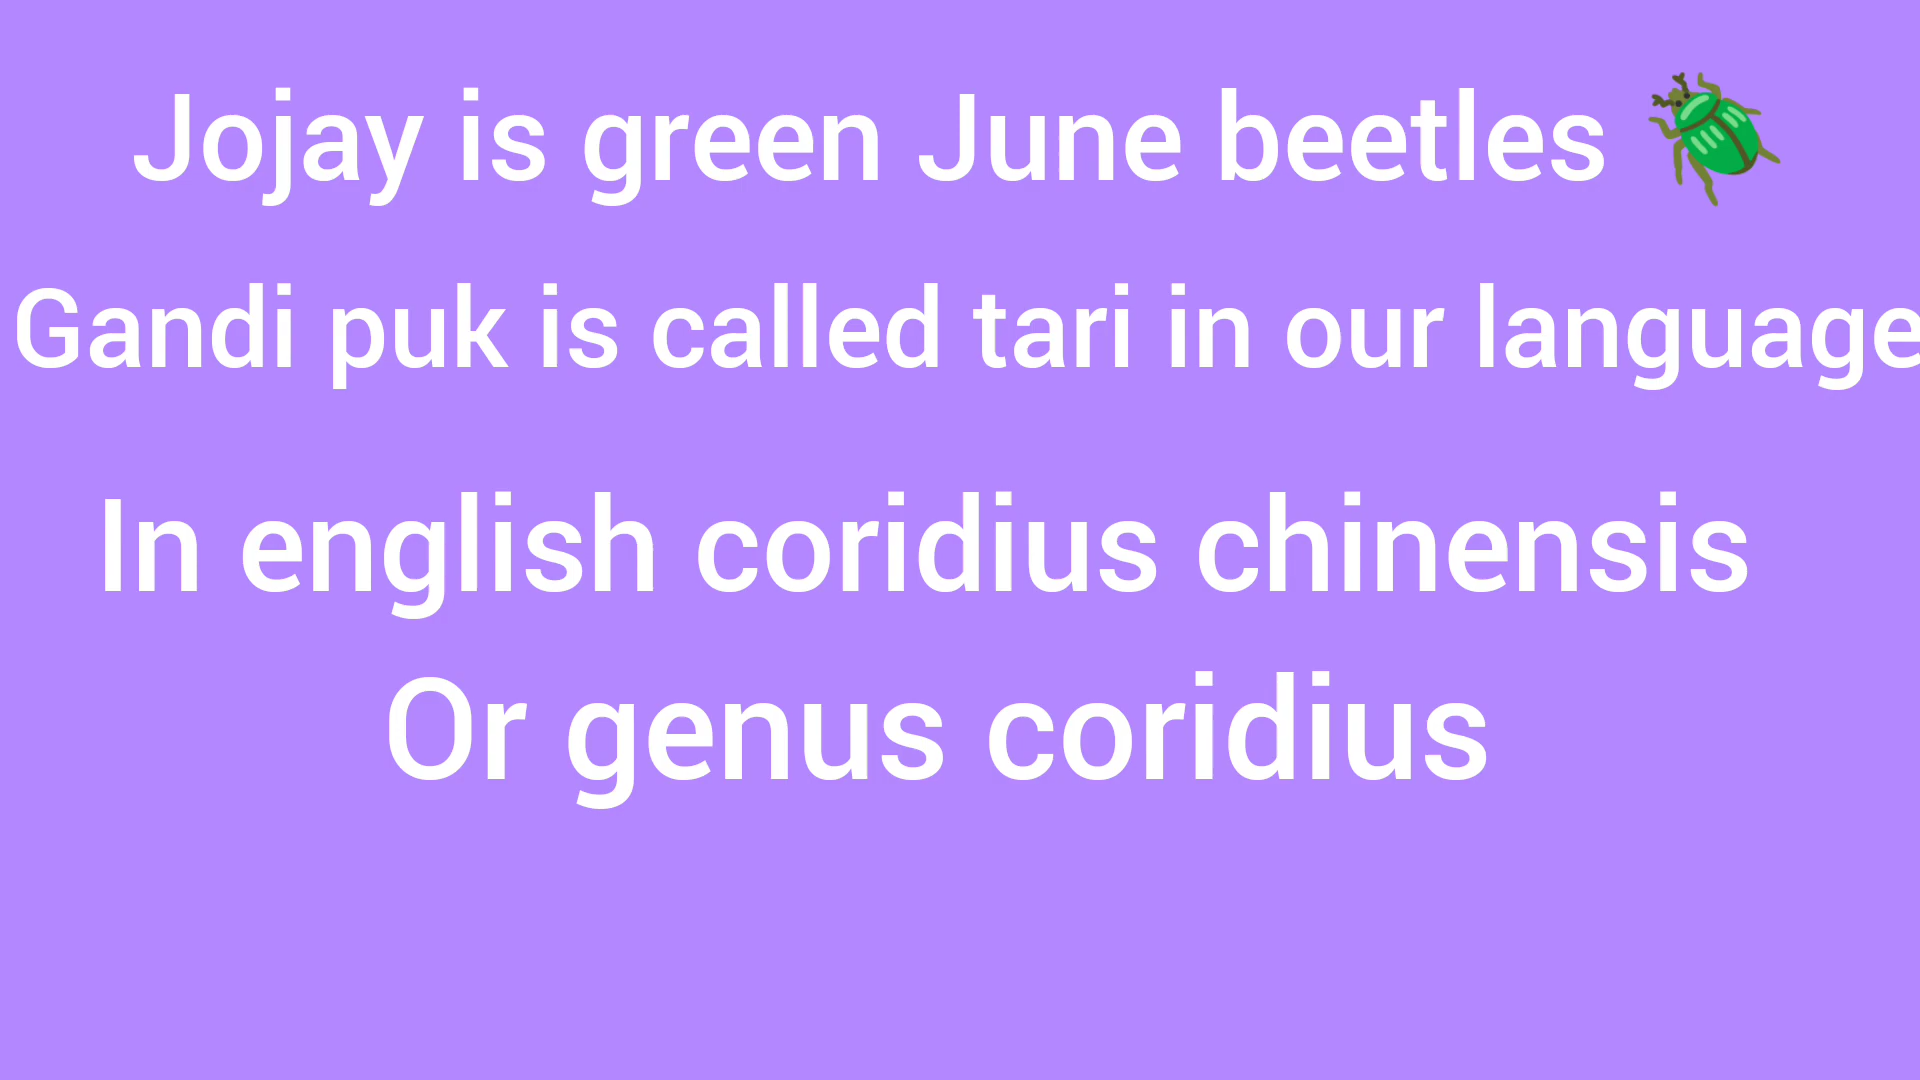 Jojay is green June beetles 🪲
Gandi puk is called tari in our language
In english coridius chinensis
Or genus coridius